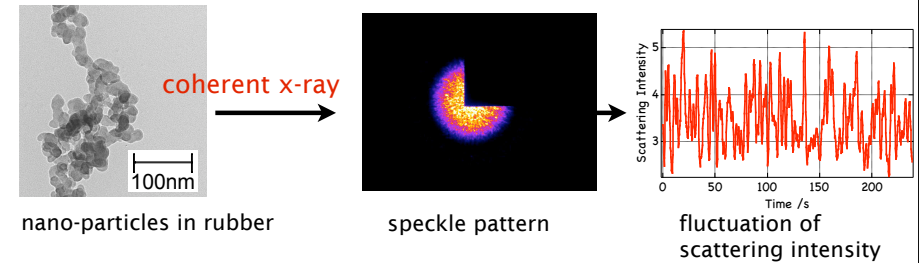 coherent x-ray
100nm
nano-particles in rubber
speckle pattern
Scattering Intensity
5
4
3
0
50
100
150
200
Time /s
fluctuation of
scattering intensity